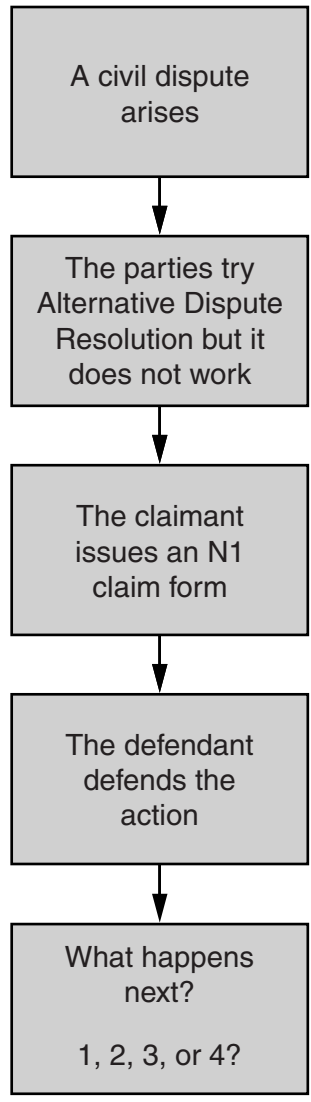 A civil dispute
arises
The parties try
Alternative Dispute
Resolution but it
does not work
The claimant
issues an N1
claim form
The defendant
defends the
action
What happens
next?
1, 2, 3, or 4?